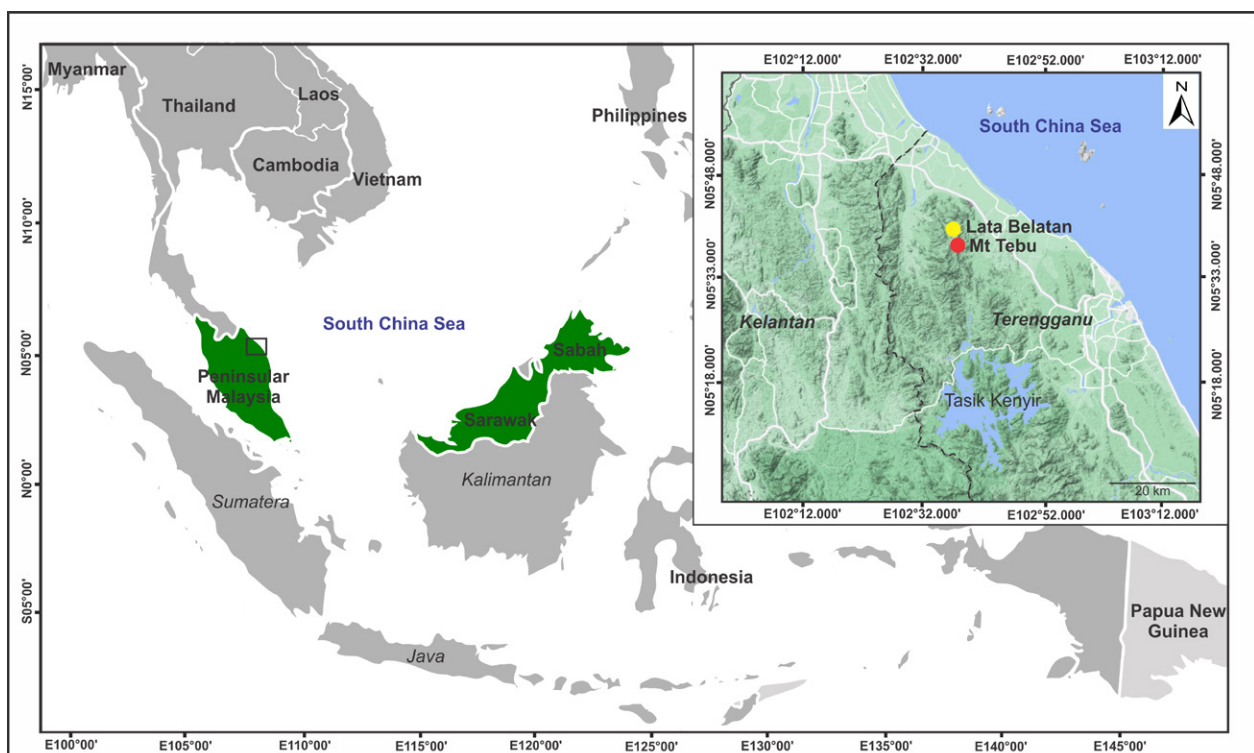 Myanmar
Thailand
Laos
Cambodia
Vietnam
Philippines
South China Sea
Peninsular
Malaysia
Sabah
Sarawak
Sumatera
Kalimantan
Indonesia
Java
Papua New
Guinea
N15°00'
N10°00'
N05°00'
N0°00'
S05°00'
E100°00'
E105°00'
E110°00'
E115°00'
E120°00'
E125°00'
E130°00'
E135°00'
E140°00'
E145°00'
E102°12.000'
E102°32.000'
E102°52.000'
E103°12.000'
N
South China Sea
N05°48.000'
N05°48.000'
Lata Belatan
Mt Tebu
N05°33.000'
N05°33.000'
Kelantan
Terengganu
N05°18.000'
N05°18.000'
Tasik Kenyir
20 km
E102°12.000'
E102°32.000'
E102°52.000'
E103°12.000'